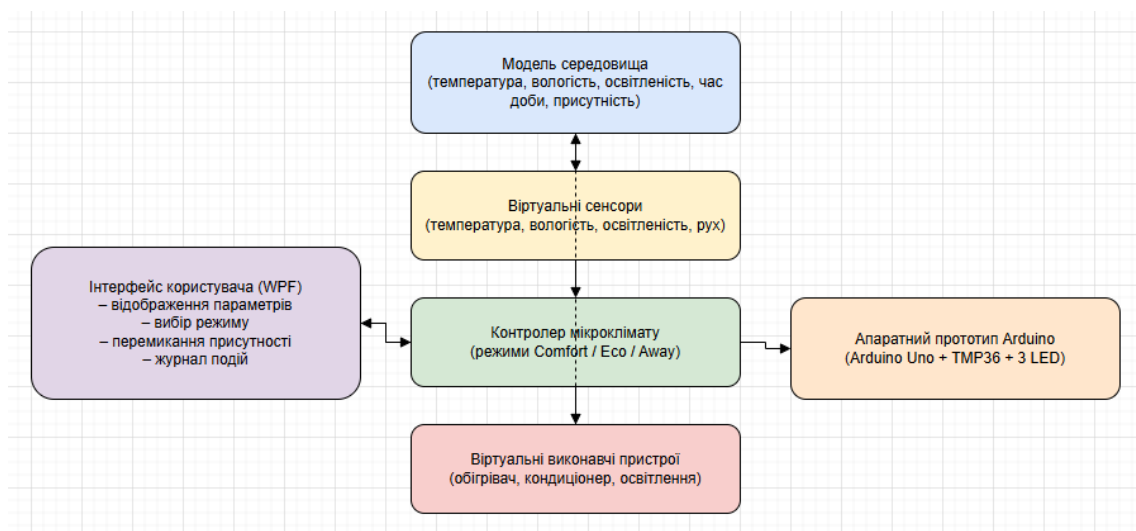 Модель середовища
(температура, вологість, освітленість, час
доби, присутність)
Віртуальні сенсори
(температура, вологість, освітленість, рух)
Інтерфейс користувача (WPF)
– відображення параметрів
– вибір режиму
– перемикання присутності
– журнал подій
Контролер мікроклімату
(режими Comfort / Eco / Away)
Апаратний прототип Arduino
(Arduino Uno + TMP36 + 3 LED)
Віртуальні виконавчі пристрої
(обігрівач, кондиціонер, освітлення)